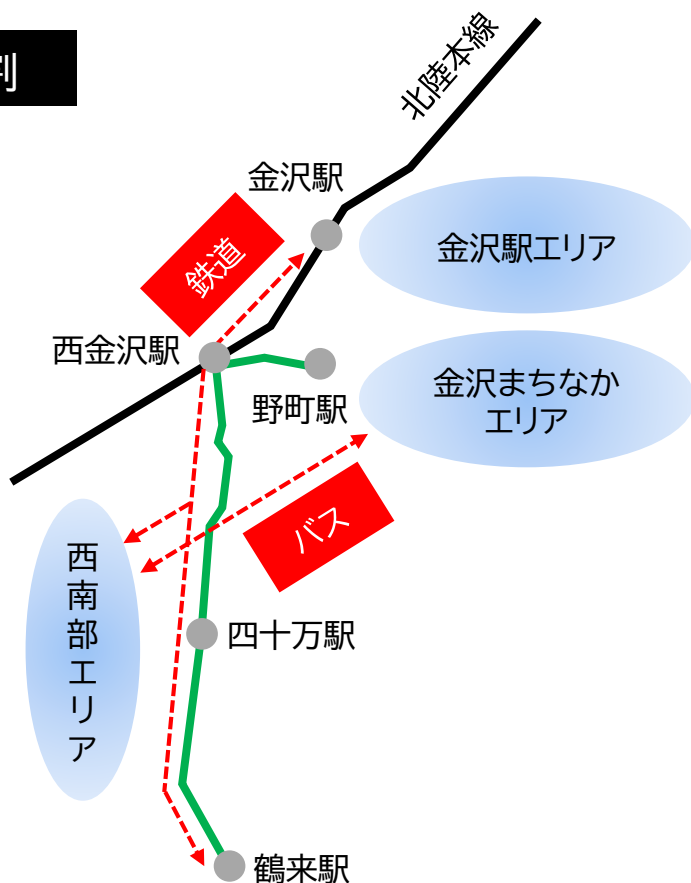 割
北陸本線
金沢駅
鉄道
金沢駅エリア
西金沢駅
野町駅
金沢まちなか
エリア
バス
西南部エリア
四十万駅
鶴来駅